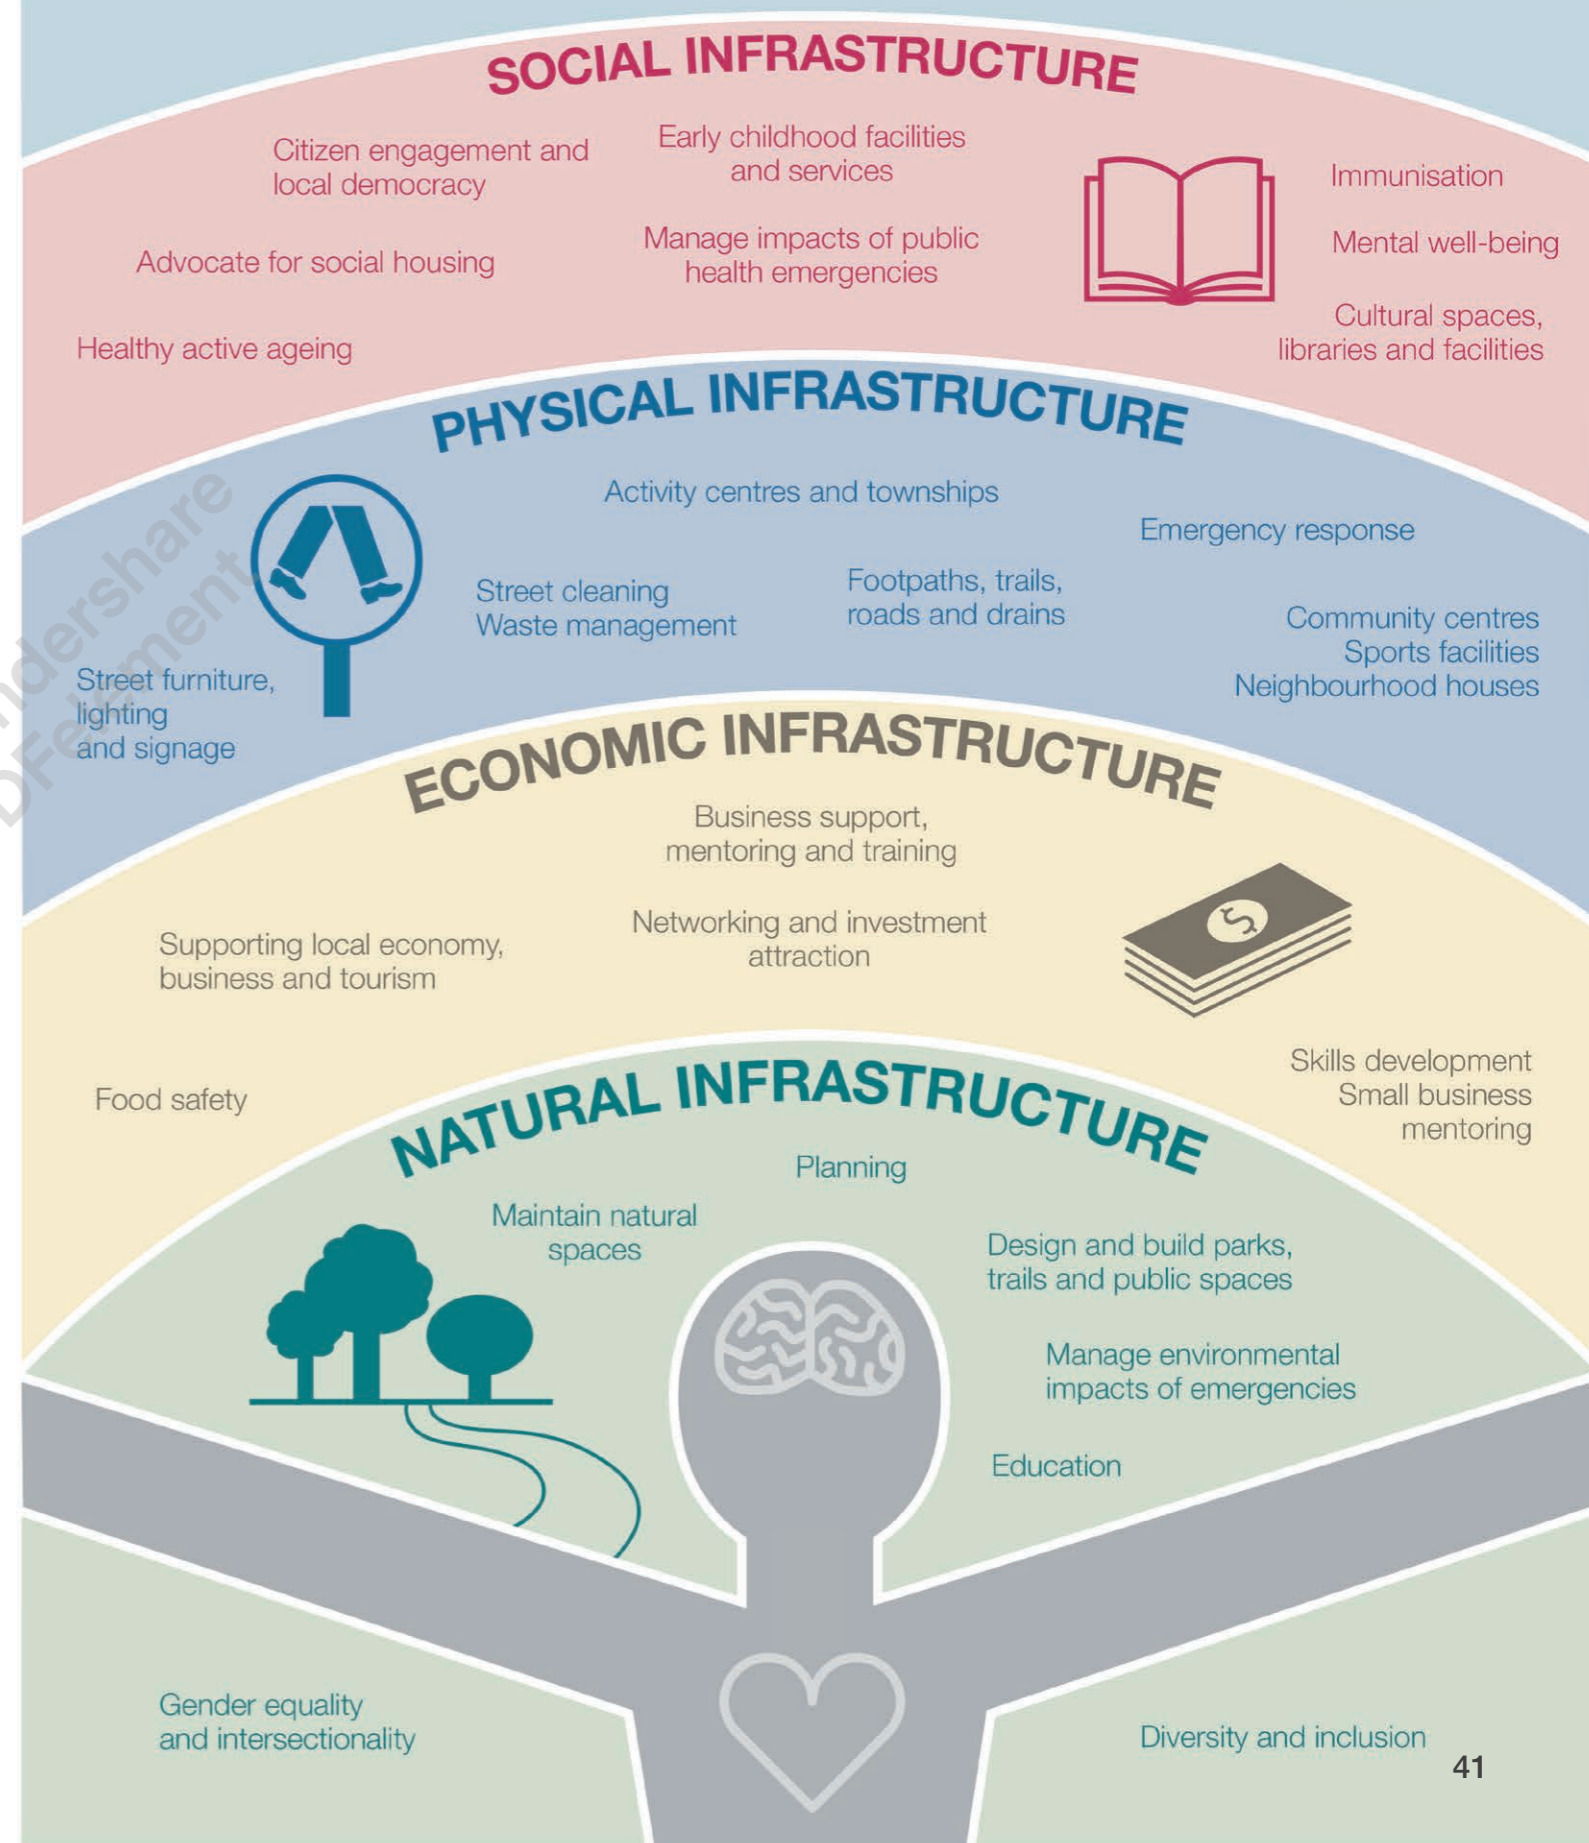 SOCIAL INFRASTRUCTURE
Citizen engagement and
local democracy
Early childhood facilities
and services
Immunisation
Advocate for social housing
Manage impacts of public
health emergencies
Mental well-being
Healthy active ageing
Cultural spaces,
libraries and facilities
PHYSICAL INFRASTRUCTURE
Activity centres and townships
Emergency response
Street cleaning
Waste management
Footpaths, trails,
roads and drains
Community centres
Sports facilities
Neighbourhood houses
Street furniture,
lighting
and signage
ECONOMIC INFRASTRUCTURE
Business support,
mentoring and training
Supporting local economy,
business and tourism
Networking and investment
attraction
$
Food safety
Skills development
Small business
mentoring
NATURAL INFRASTRUCTURE
Planning
Maintain natural
spaces
Design and build parks,
trails and public spaces
Manage environmental
impacts of emergencies
Education
Gender equality
and intersectionality
Diversity and inclusion
41
ndershare
DFelement